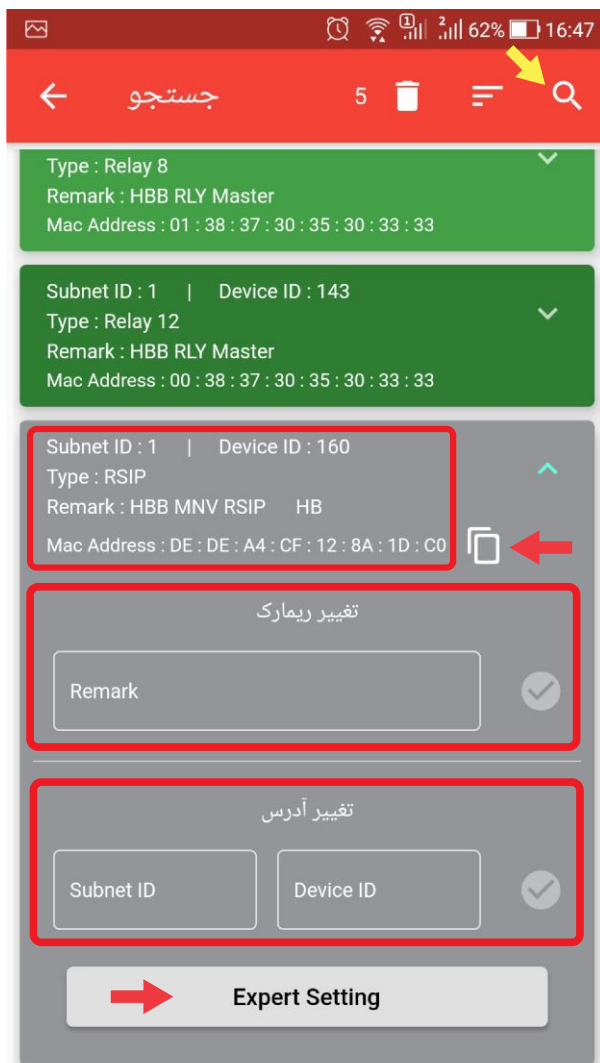 1 2 62% 16:47
جستجو 5
Type : Relay 8
Remark : HBB RLY Master
Mac Address : 01 : 38 : 37 : 30 : 35 : 30 : 33 : 33
Subnet ID : 1 | Device ID : 143
Type : Relay 12
Remark : HBB RLY Master
Mac Address : 00 : 38 : 37 : 30 : 35 : 30 : 33 : 33
Subnet ID : 1 | Device ID : 160
Type : RSIP
Remark : HBB MNV RSIP HB
Mac Address : DE : DE : A4 : CF : 12 : 8A : 1D : C0
تغییر ریمارک
Remark
تغییر آدرس
Subnet ID Device ID
Expert Setting